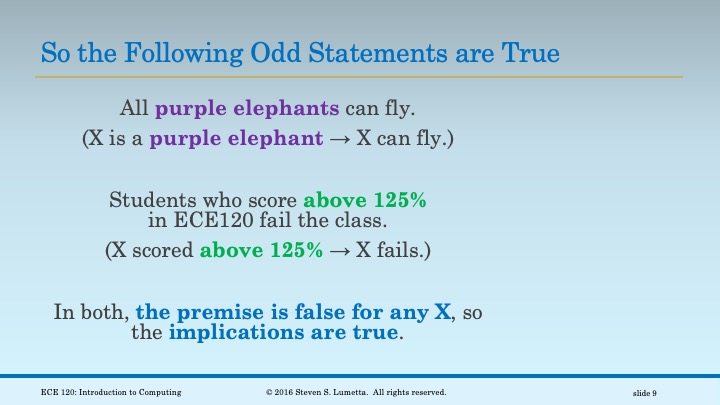 So the Following Odd Statements are True
All purple elephants can fly.
(X is a purple elephant → X can fly.)
Students who score above 125%
in ECE120 fail the class.
(X scored above 125% → X fails.)
In both, the premise is false for any X, so
the implications are true.
ECE 120: Introduction to Computing
© 2016 Steven S. Lumetta. All rights reserved.
slide 9